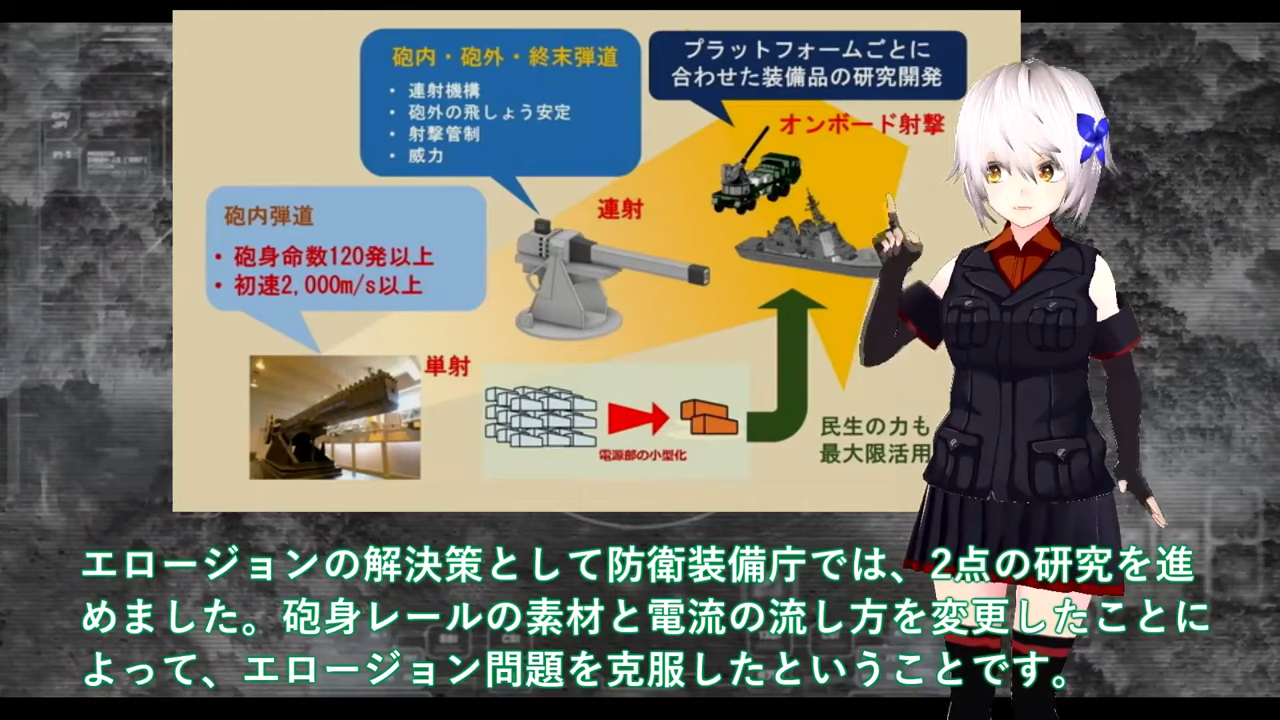 砲内・砲外・終末弾道
・ 連射機構
・ 砲外の飛しょう安定
・ 射撃管制
・ 威力
プラットフォームごとに
合わせた装備品の研究開発
オンボード射撃
砲内弾道
・ 砲身命数120発以上
・ 初速2,000m/s以上
連射
単射
電源部の小型化
民生の力も
最大限活用
エロージョンの解決策として防衛装備庁では、2点の研究を進
めました。砲身レールの素材と電流の流し方を変更したことに
よって、エロージョン問題を克服したということです。